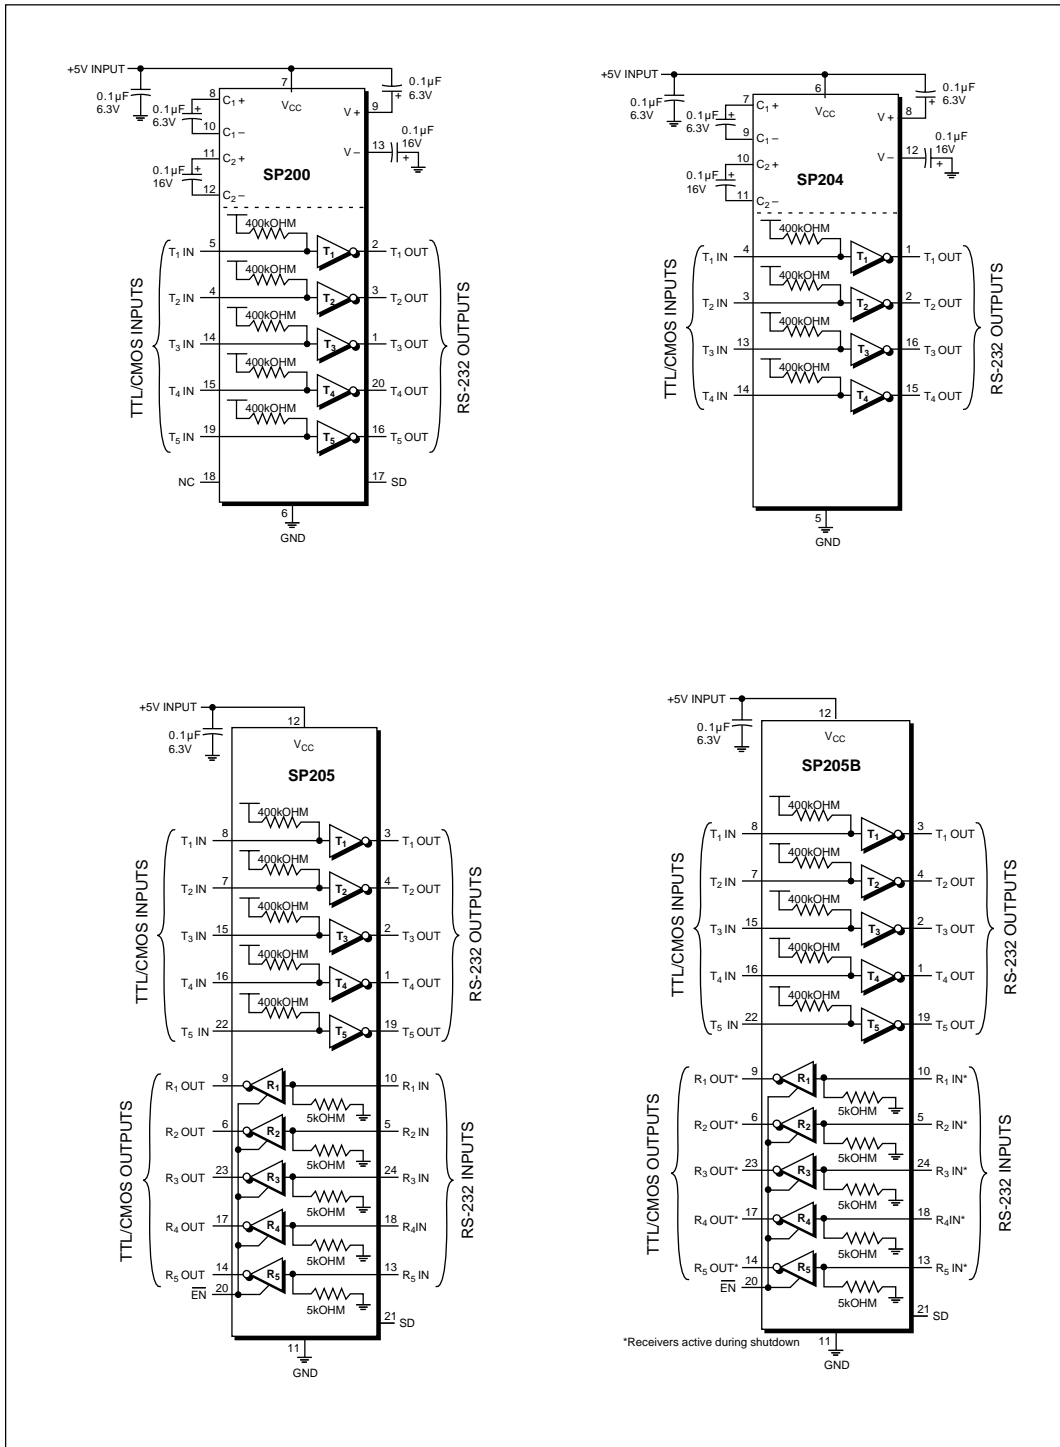 +5V INPUT
0.1µF
6.3V
7
VCC
0.1µF
6.3V
8
C1 +
0.1µF
6.3V
10
C1 –
V +
9
11
C2 +
0.1µF
16V
12
C2 –
V –
13
0.1µF
16V
SP200
400kOHM
T1 IN
5
T1
2
T1 OUT
400kOHM
T2 IN
4
T2
3
T2 OUT
400kOHM
T3 IN
14
T3
1
T3 OUT
400kOHM
T4 IN
15
T4
20
T4 OUT
400kOHM
T5 IN
19
T5
16
T5 OUT
NC
18
17
SD
6
GND
TTL/CMOS INPUTS
RS-232 OUTPUTS
+5V INPUT
0.1µF
6.3V
6
VCC
0.1µF
6.3V
7
C1 +
0.1µF
6.3V
9
C1 –
V +
8
10
C2 +
0.1µF
16V
11
C2 –
V –
12
0.1µF
16V
SP204
400kOHM
T1 IN
4
T1
1
T1 OUT
400kOHM
T2 IN
3
T2
2
T2 OUT
400kOHM
T3 IN
13
T3
16
T3 OUT
400kOHM
T4 IN
14
T4
15
T4 OUT
5
GND
TTL/CMOS INPUTS
RS-232 OUTPUTS
+5V INPUT
0.1µF
6.3V
12
VCC
SP205
400kOHM
T1 IN
8
T1
3
T1 OUT
400kOHM
T2 IN
7
T2
4
T2 OUT
400kOHM
T3 IN
15
T3
2
T3 OUT
400kOHM
T4 IN
16
T4
1
T4 OUT
400kOHM
T5 IN
22
T5
19
T5 OUT
TTL/CMOS INPUTS
RS-232 OUTPUTS
R1 OUT
9
R1
10
R1 IN
5kOHM
R2 OUT
6
R2
5
R2 IN
5kOHM
R3 OUT
23
R3
24
R3 IN
5kOHM
R4 OUT
17
R4
18
R4IN
5kOHM
R5 OUT
14
R5
13
R5 IN
5kOHM
EN
20
21
SD
11
GND
TTL/CMOS OUTPUTS
RS-232 INPUTS
+5V INPUT
0.1µF
6.3V
12
VCC
SP205B
400kOHM
T1 IN
8
T1
3
T1 OUT
400kOHM
T2 IN
7
T2
4
T2 OUT
400kOHM
T3 IN
15
T3
2
T3 OUT
400kOHM
T4 IN
16
T4
1
T4 OUT
400kOHM
T5 IN
22
T5
19
T5 OUT
TTL/CMOS INPUTS
RS-232 OUTPUTS
R1 OUT*
9
R1
10
R1 IN*
5kOHM
R2 OUT*
6
R2
5
R2 IN*
5kOHM
R3 OUT*
23
R3
24
R3 IN*
5kOHM
R4 OUT*
17
R4
18
R4IN*
5kOHM
R5 OUT*
14
R5
13
R5 IN*
5kOHM
EN
20
21
SD
*Receivers active during shutdown
11
GND
TTL/CMOS OUTPUTS
RS-232 INPUTS